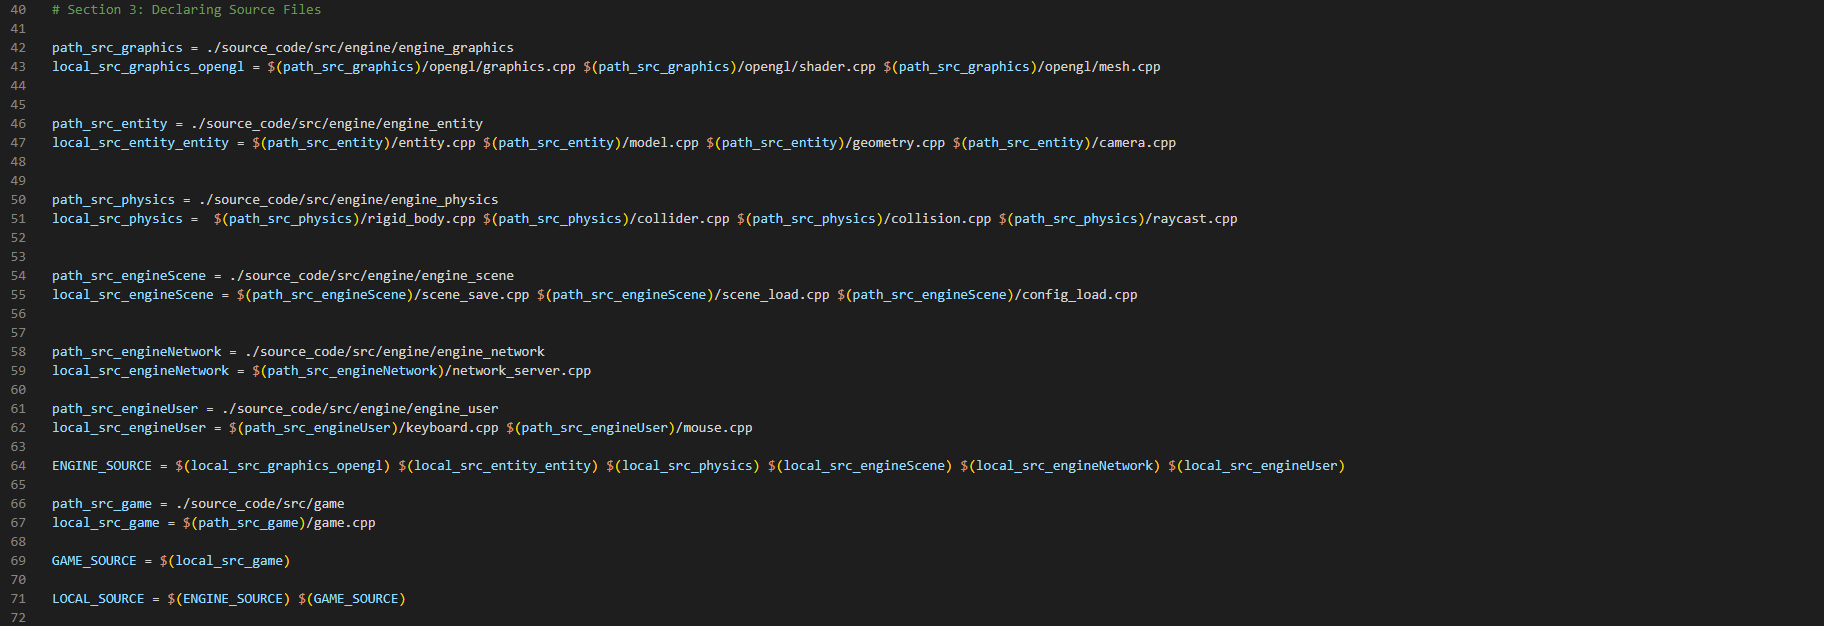 40 # Section 3: Declaring Source Files
41
42 path_src_graphics = ./source_code/src/engine/engine_graphics
43 local_src_graphics_opengl = $(path_src_graphics)/opengl/graphics.cpp $(path_src_graphics)/opengl/shader.cpp $(path_src_graphics)/opengl/mesh.cpp
44
45
46 path_src_entity = ./source_code/src/engine/engine_entity
47 local_src_entity_entity = $(path_src_entity)/entity.cpp $(path_src_entity)/model.cpp $(path_src_entity)/geometry.cpp $(path_src_entity)/camera.cpp
48
49
50 path_src_physics = ./source_code/src/engine/engine_physics
51 local_src_physics =  $(path_src_physics)/rigid_body.cpp $(path_src_physics)/collider.cpp $(path_src_physics)/collision.cpp $(path_src_physics)/raycast.cpp
52
53
54 path_src_engineScene = ./source_code/src/engine/engine_scene
55 local_src_engineScene = $(path_src_engineScene)/scene_save.cpp $(path_src_engineScene)/scene_load.cpp $(path_src_engineScene)/config_load.cpp
56
57
58 path_src_engineNetwork = ./source_code/src/engine/engine_network
59 local_src_engineNetwork = $(path_src_engineNetwork)/network_server.cpp
60
61 path_src_engineUser = ./source_code/src/engine/engine_user
62 local_src_engineUser = $(path_src_engineUser)/keyboard.cpp $(path_src_engineUser)/mouse.cpp
63
64 ENGINE_SOURCE = $(local_src_graphics_opengl) $(local_src_entity_entity) $(local_src_physics) $(local_src_engineScene) $(local_src_engineNetwork) $(local_src_engineUser)
65
66 path_src_game = ./source_code/src/game
67 local_src_game = $(path_src_game)/game.cpp
68
69 GAME_SOURCE = $(local_src_game)
70
71 LOCAL_SOURCE = $(ENGINE_SOURCE) $(GAME_SOURCE)
72